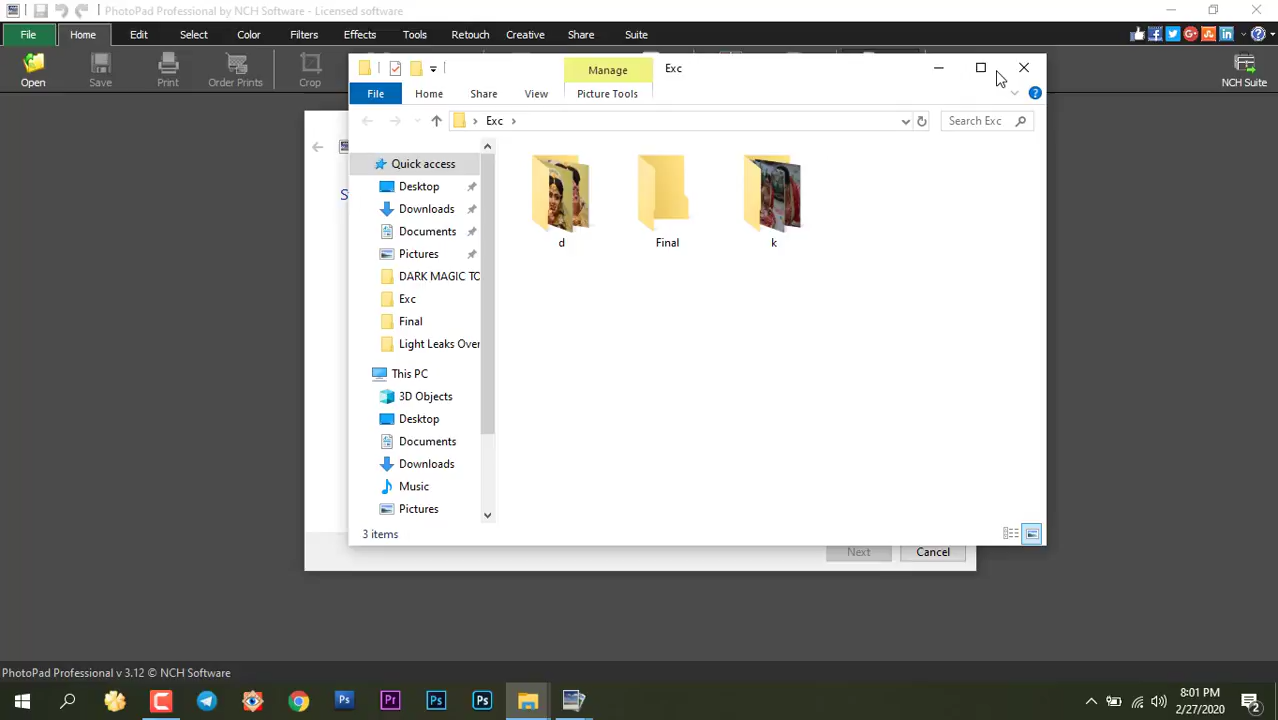 PhotoPad Professional by NCH Software - Licensed software
File Home Edit Select Color Filters Effects Tools Retouch Creative Share Suite
Open Save Print Order Prints Crop NCH Suite
Manage Exc
File Home Share View Picture Tools
Exc Search Exc
Quick access
Desktop
Downloads
Documents
Pictures
DARK MAGIC TO
Exc
Final
Light Leaks Over
This PC
3D Objects
Desktop
Documents
Downloads
Music
Pictures
d Final k
3 items
Next Cancel
PhotoPad Professional v 3.12 © NCH Software
8:01 PM
2/27/2020